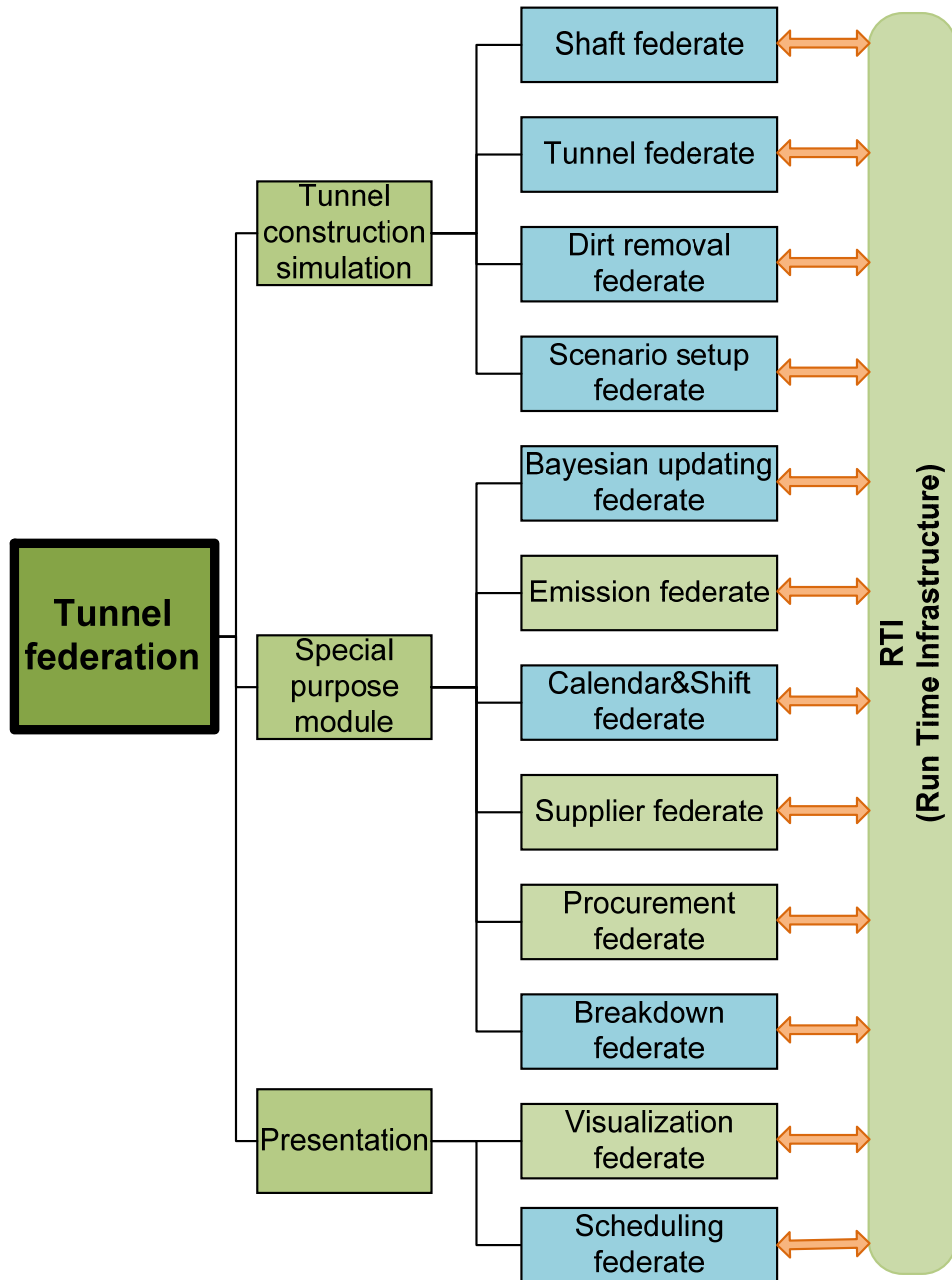 Shaft federate
Tunnel federate
Tunnel
construction
simulation
Dirt removal
federate
Scenario setup
federate
Bayesian updating
federate
Tunnel
federation
Emission federate
Special
purpose
module
Calendar&Shift
federate
Supplier federate
Procurement
federate
Breakdown
federate
Presentation
Visualization
federate
Scheduling
federate
RTI
(Run Time Infrastructure)